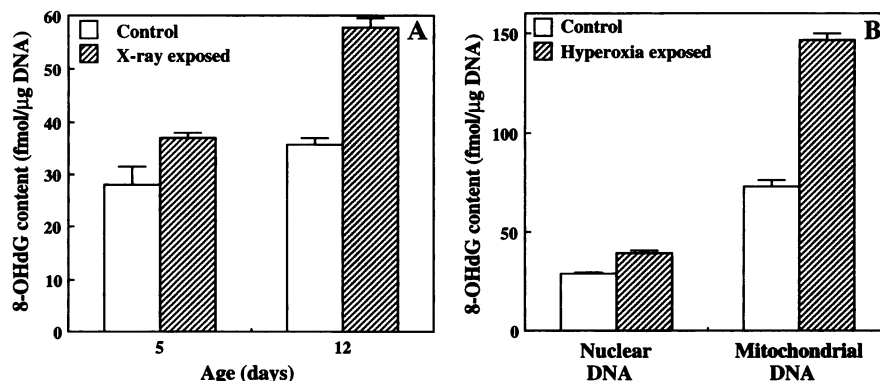 A
Control
X-ray exposed
8-OHdG content (fmol/μg DNA)
60
50
40
30
20
10
0
5
12
Age (days)
B
Control
Hyperoxia exposed
8-OHdG content (fmol/μg DNA)
150
100
50
0
Nuclear
DNA
Mitochondrial
DNA